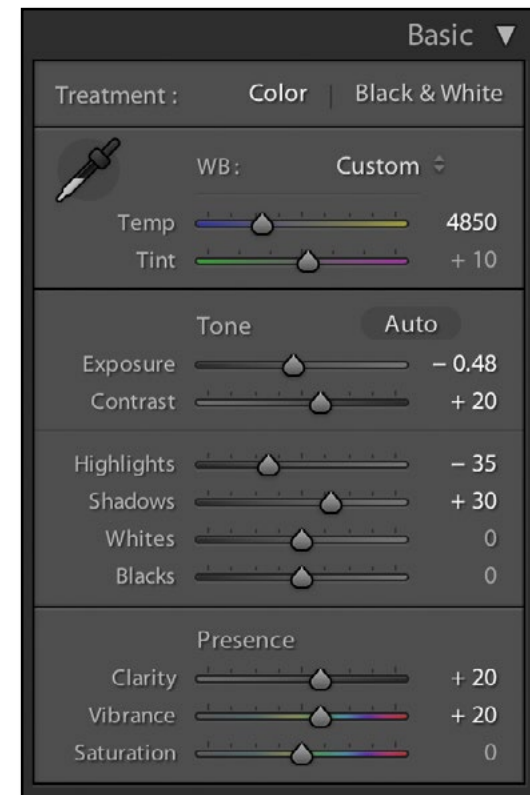 Basic ▼
Treatment : Color | Black & White
WB : Custom
Temp 4850
Tint + 10
Tone Auto
Exposure – 0.48
Contrast + 20
Highlights – 35
Shadows + 30
Whites 0
Blacks 0
Presence
Clarity + 20
Vibrance + 20
Saturation 0